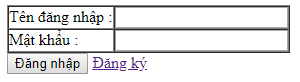 Tên đăng nhập :
Mật khẩu :
Đăng nhập Đăng ký